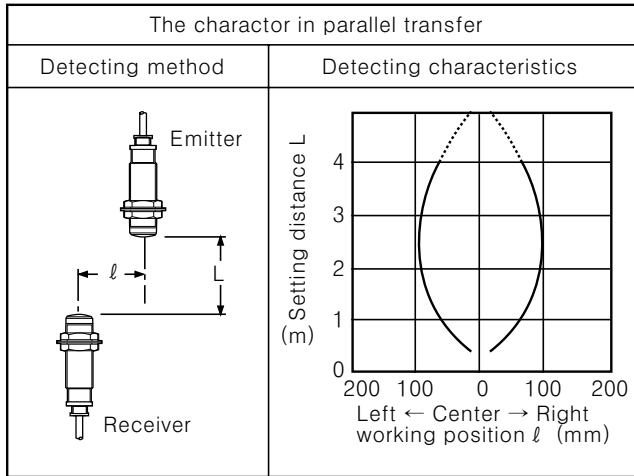 The charactor in parallel transfer
Detecting method
Detecting characteristics
Emitter
ℓ
L
Receiver
Setting distance L
(m)
4
3
2
1
0
200 100 0 100 200
Left ← Center → Right
working position ℓ (mm)